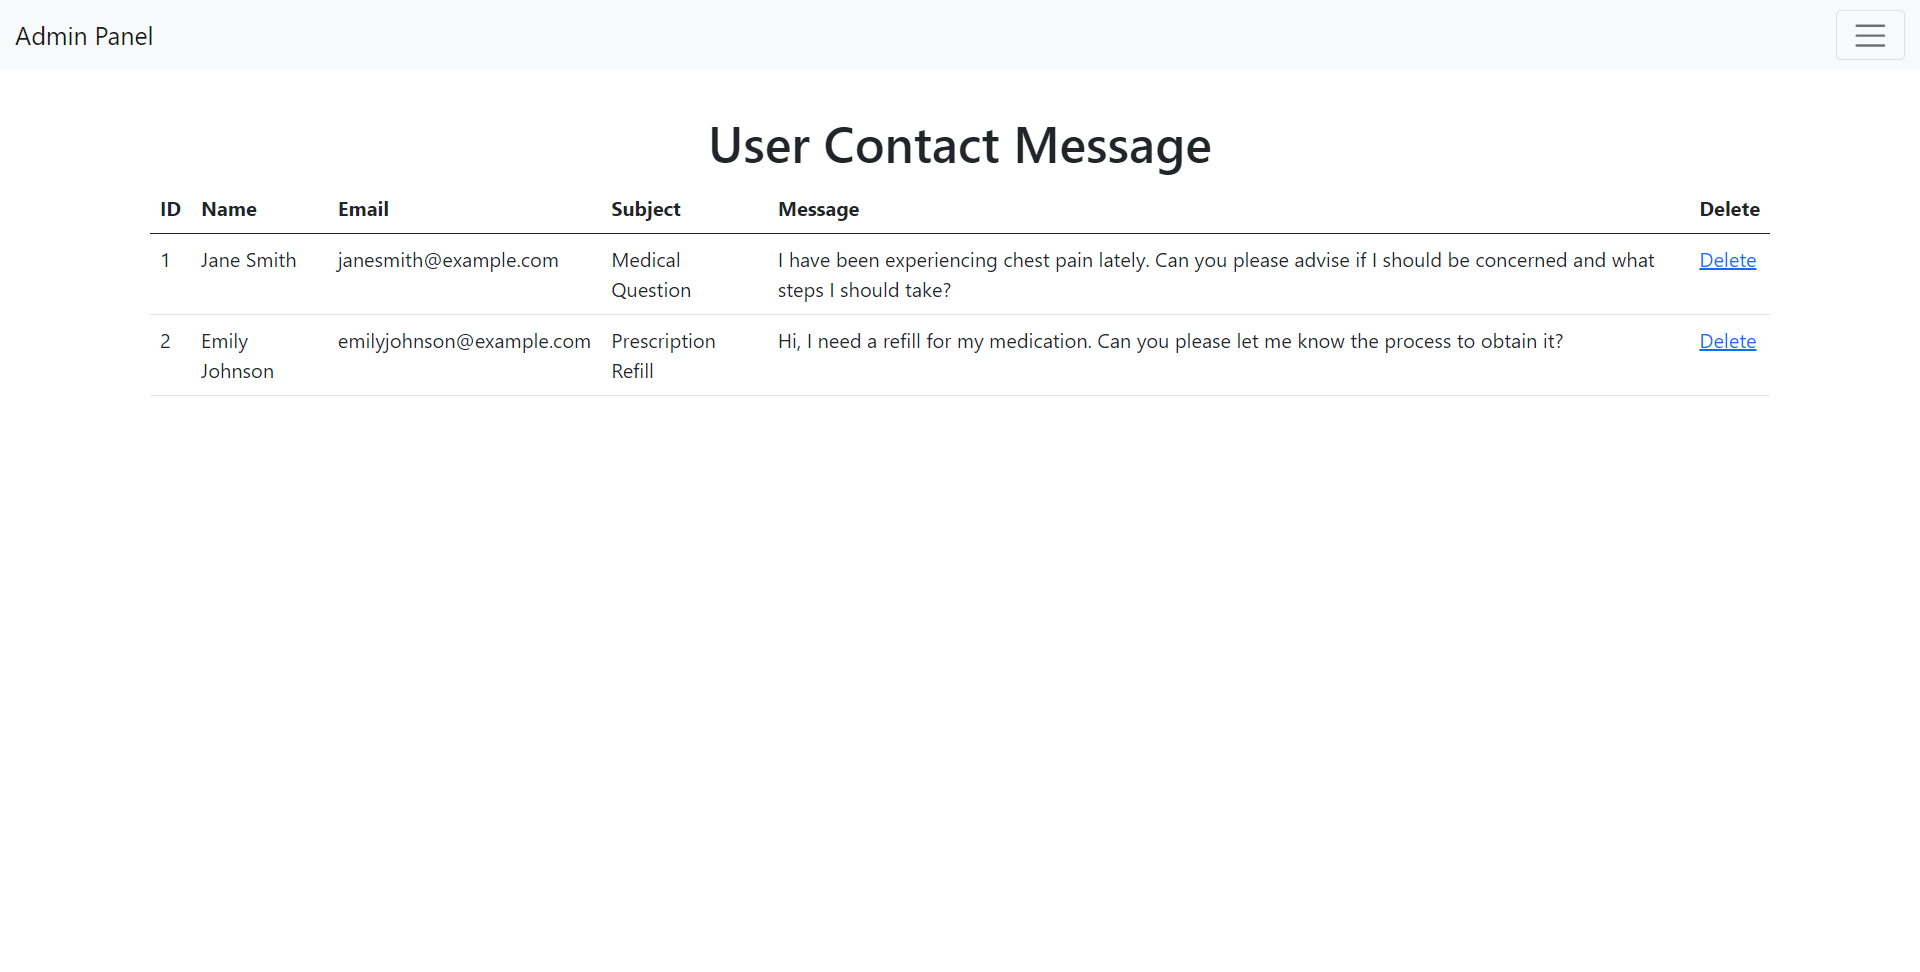 Admin Panel
User Contact Message
ID Name Email Subject Message Delete
1 Jane Smith janesmith@example.com Medical Question I have been experiencing chest pain lately. Can you please advise if I should be concerned and what steps I should take? Delete
2 Emily Johnson emilyjohnson@example.com Prescription Refill Hi, I need a refill for my medication. Can you please let me know the process to obtain it? Delete